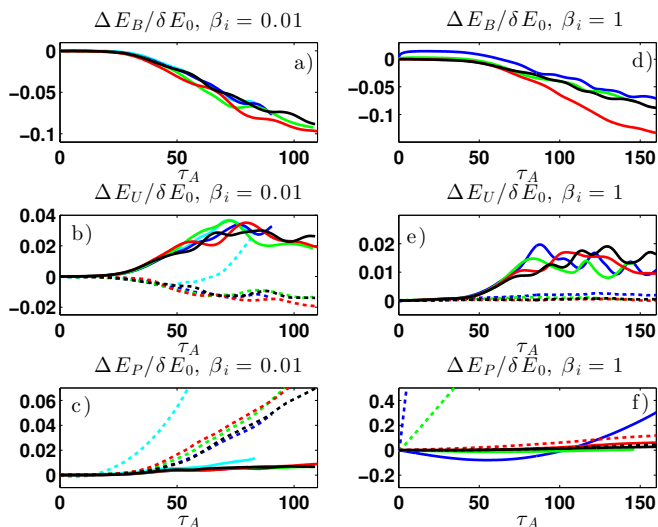 ΔE_B/δE_0, β_i = 0.01
a)
0
−0.05
−0.1
0 50 100
τ_A
ΔE_B/δE_0, β_i = 1
d)
0
−0.05
−0.1
0 50 100 150
τ_A
ΔE_U/δE_0, β_i = 0.01
b)
0.04
0.02
0
−0.02
0 50 100
τ_A
ΔE_U/δE_0, β_i = 1
e)
0.02
0.01
0
0 50 100 150
τ_A
ΔE_P/δE_0, β_i = 0.01
c)
0.06
0.04
0.02
0
0 50 100
τ_A
ΔE_P/δE_0, β_i = 1
f)
0.4
0.2
0
−0.2
0 50 100 150
τ_A